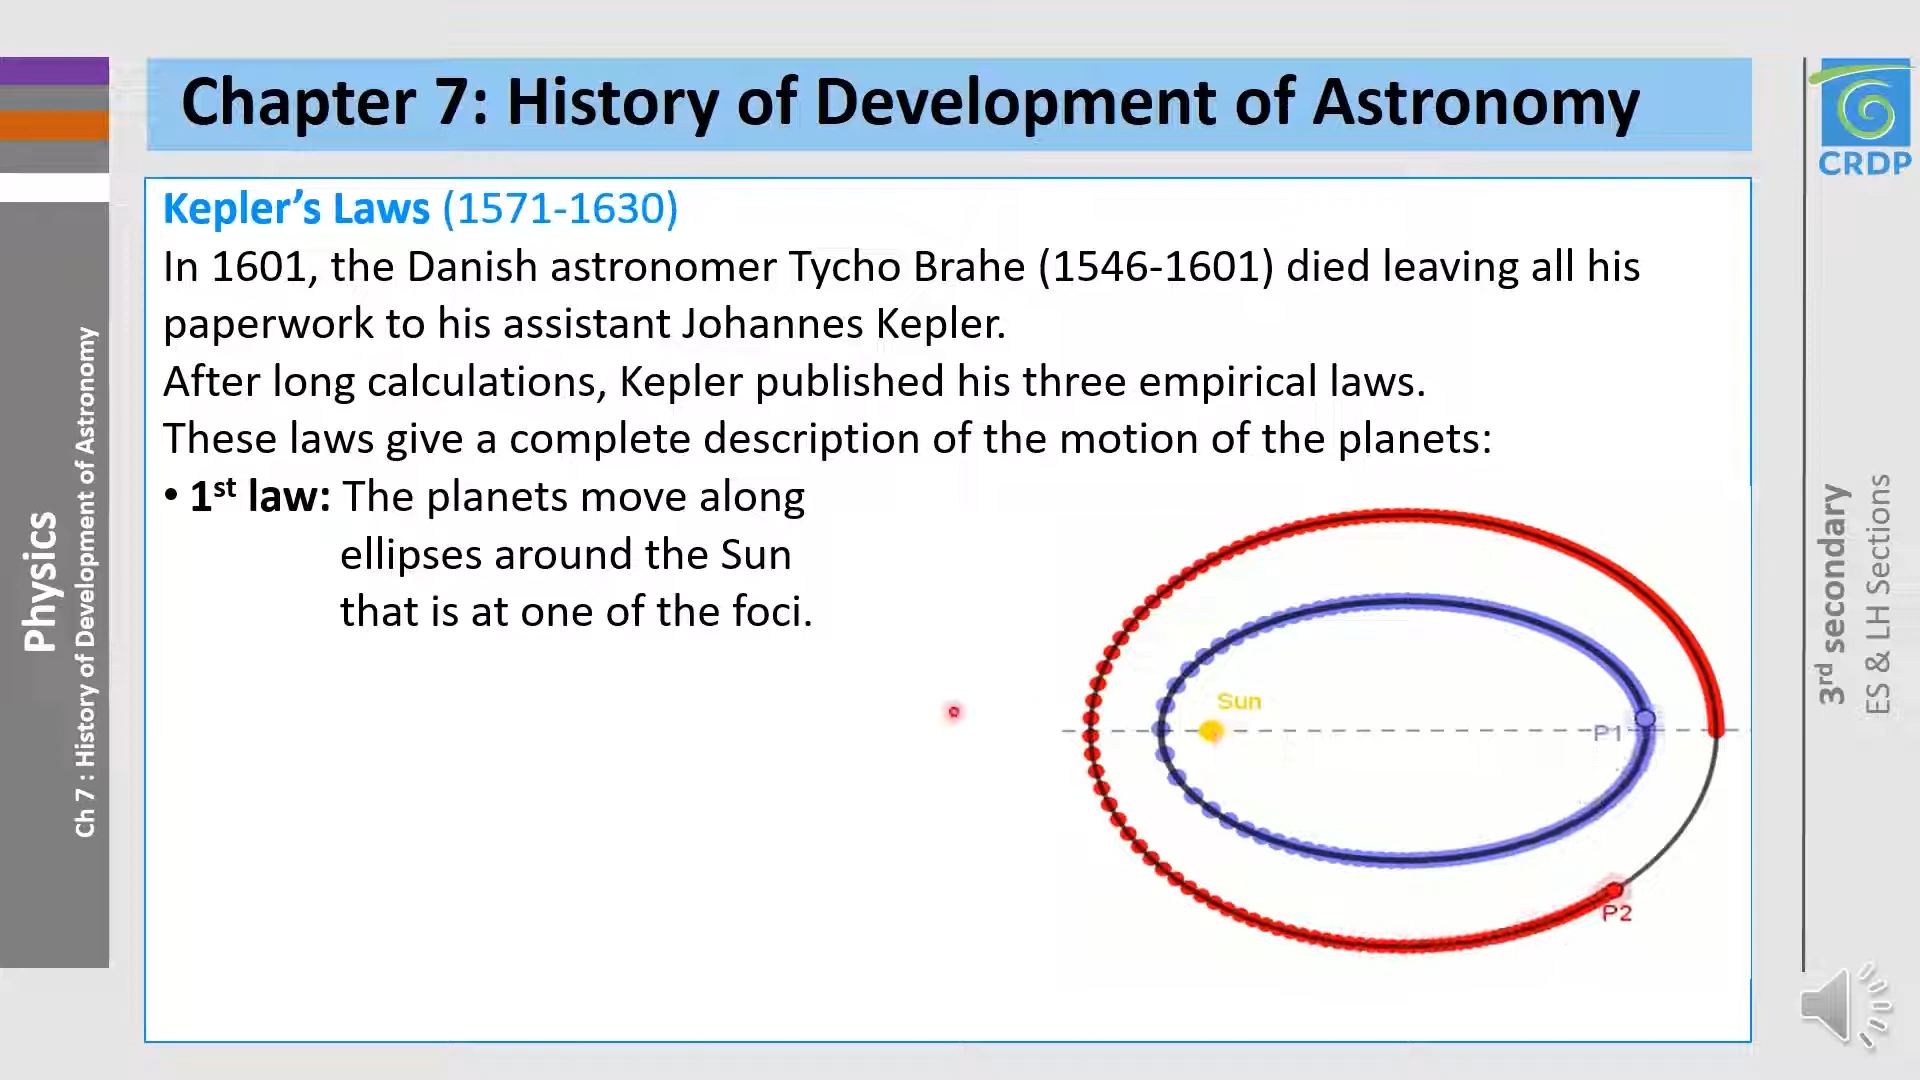 Chapter 7: History of Development of Astronomy
CRDP
Kepler’s Laws (1571-1630)
In 1601, the Danish astronomer Tycho Brahe (1546-1601) died leaving all his
paperwork to his assistant Johannes Kepler.
After long calculations, Kepler published his three empirical laws.
These laws give a complete description of the motion of the planets:
• 1st law: The planets move along
ellipses around the Sun
that is at one of the foci.
Sun
P1
P2
Physics
Ch 7 : History of Development of Astronomy
3rd secondary
ES & LH Sections